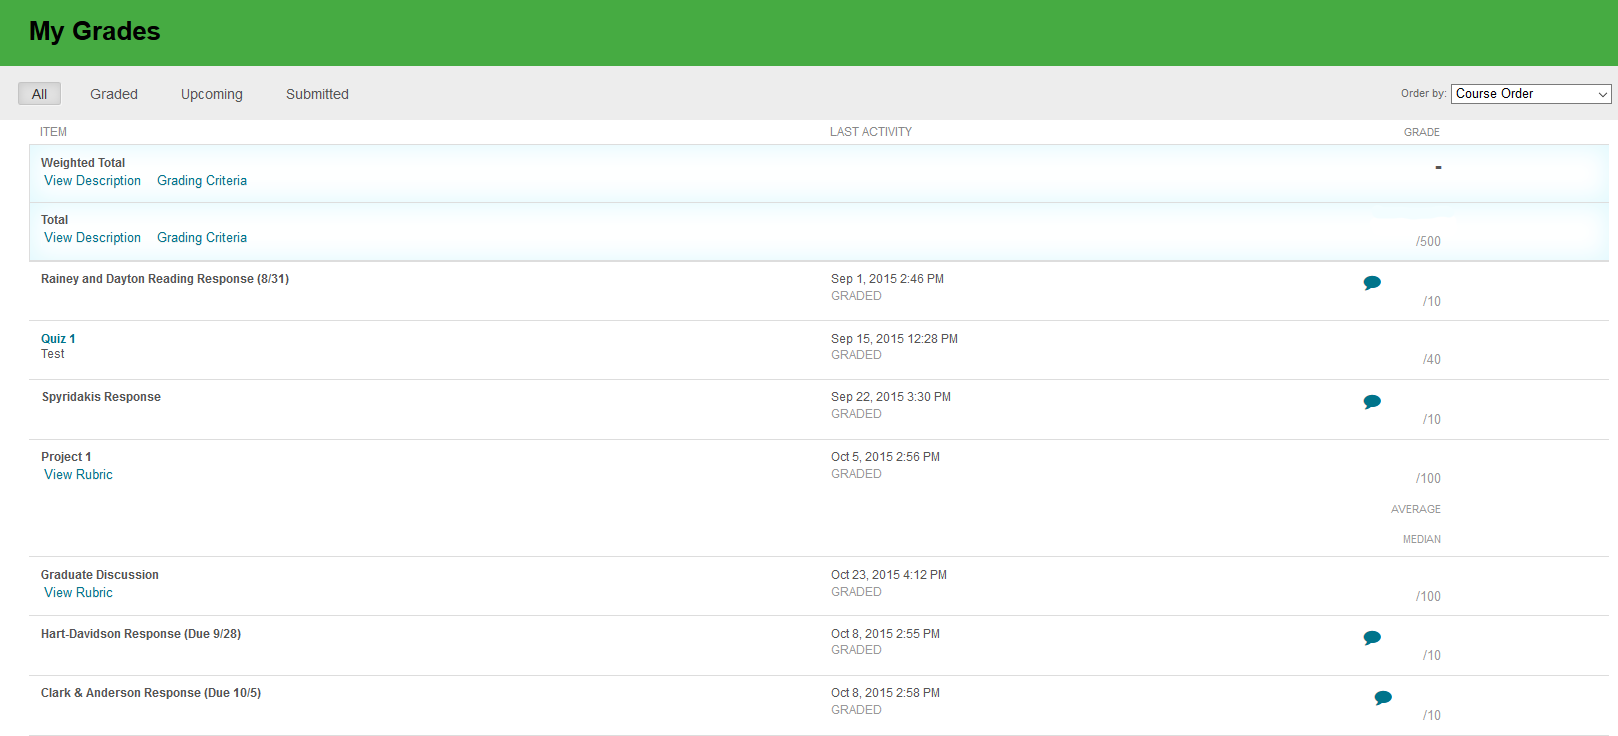 My Grades
All Graded Upcoming Submitted Order by: Course Order
ITEM LAST ACTIVITY GRADE
Weighted Total -
View Description Grading Criteria
Total
View Description Grading Criteria /500
Rainey and Dayton Reading Response (8/31) Sep 1, 2015 2:46 PM
GRADED
/10
Quiz 1 Sep 15, 2015 12:28 PM
Test GRADED
/40
Spyridakis Response Sep 22, 2015 3:30 PM
GRADED
/10
Project 1 Oct 5, 2015 2:56 PM
View Rubric GRADED
/100
AVERAGE
MEDIAN
Graduate Discussion Oct 23, 2015 4:12 PM
View Rubric GRADED
/100
Hart-Davidson Response (Due 9/28) Oct 8, 2015 2:55 PM
GRADED
/10
Clark & Anderson Response (Due 10/5) Oct 8, 2015 2:58 PM
GRADED
/10